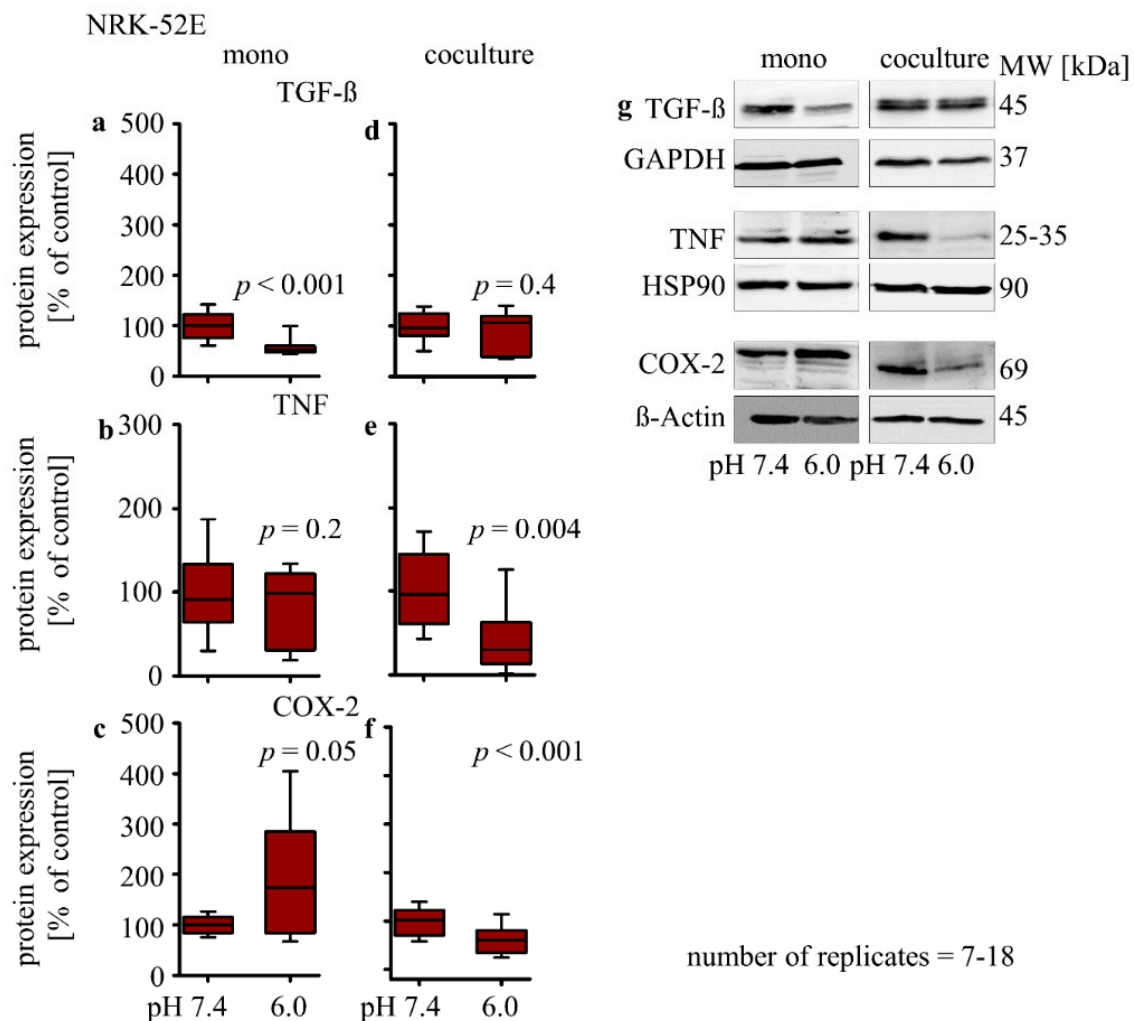 NRK-52E
mono
coculture
TGF-ß
a
d
protein expression
[% of control]
500
400
300
200
100
0
p < 0.001
p = 0.4
TNF
b
e
protein expression
[% of control]
300
200
100
0
p = 0.2
p = 0.004
COX-2
c
f
protein expression
[% of control]
500
400
300
200
100
0
p = 0.05
p < 0.001
pH 7.4
6.0
pH 7.4
6.0
mono
coculture
MW [kDa]
g TGF-ß
45
GAPDH
37
TNF
25-35
HSP90
90
COX-2
69
ß-Actin
45
pH 7.4 6.0 pH 7.4 6.0
number of replicates = 7-18